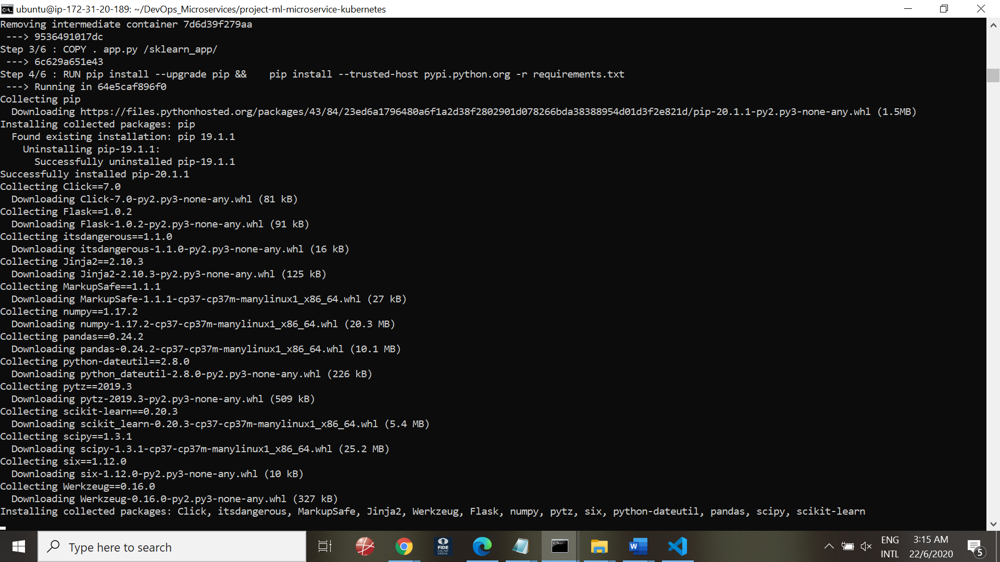 ubuntu@ip-172-31-20-189: ~/DevOps_Microservices/project-ml-microservice-kubernetes
Removing intermediate container 7d6d39f279aa
 ---> 9536491017dc
Step 3/6 : COPY . app.py /sklearn_app/
 ---> 6c629a651e43
Step 4/6 : RUN pip install --upgrade pip &&    pip install --trusted-host pypi.python.org -r requirements.txt
 ---> Running in 64e5caf896f0
Collecting pip
  Downloading https://files.pythonhosted.org/packages/43/84/23ed6a1796480a6f1a2d38f2802901d078266bda38388954d01d3f2e821d/pip-20.1.1-py2.py3-none-any.whl (1.5MB)
Installing collected packages: pip
  Found existing installation: pip 19.1.1
    Uninstalling pip-19.1.1:
      Successfully uninstalled pip-19.1.1
Successfully installed pip-20.1.1
Collecting Click==7.0
  Downloading Click-7.0-py2.py3-none-any.whl (81 kB)
Collecting Flask==1.0.2
  Downloading Flask-1.0.2-py2.py3-none-any.whl (91 kB)
Collecting itsdangerous==1.1.0
  Downloading itsdangerous-1.1.0-py2.py3-none-any.whl (16 kB)
Collecting Jinja2==2.10.3
  Downloading Jinja2-2.10.3-py2.py3-none-any.whl (125 kB)
Collecting MarkupSafe==1.1.1
  Downloading MarkupSafe-1.1.1-cp37-cp37m-manylinux1_x86_64.whl (27 kB)
Collecting numpy==1.17.2
  Downloading numpy-1.17.2-cp37-cp37m-manylinux1_x86_64.whl (20.3 MB)
Collecting pandas==0.24.2
  Downloading pandas-0.24.2-cp37-cp37m-manylinux1_x86_64.whl (10.1 MB)
Collecting python-dateutil==2.8.0
  Downloading python_dateutil-2.8.0-py2.py3-none-any.whl (226 kB)
Collecting pytz==2019.3
  Downloading pytz-2019.3-py2.py3-none-any.whl (509 kB)
Collecting scikit-learn==0.20.3
  Downloading scikit_learn-0.20.3-cp37-cp37m-manylinux1_x86_64.whl (5.4 MB)
Collecting scipy==1.3.1
  Downloading scipy-1.3.1-cp37-cp37m-manylinux1_x86_64.whl (25.2 MB)
Collecting six==1.12.0
  Downloading six-1.12.0-py2.py3-none-any.whl (10 kB)
Collecting Werkzeug==0.16.0
  Downloading Werkzeug-0.16.0-py2.py3-none-any.whl (327 kB)
Installing collected packages: Click, itsdangerous, MarkupSafe, Jinja2, Werkzeug, Flask, numpy, pytz, six, python-dateutil, pandas, scipy, scikit-learn
Type here to search
FIDE
ONLINE
ARENA
W
ENG
INTL
3:15 AM
22/6/2020
5